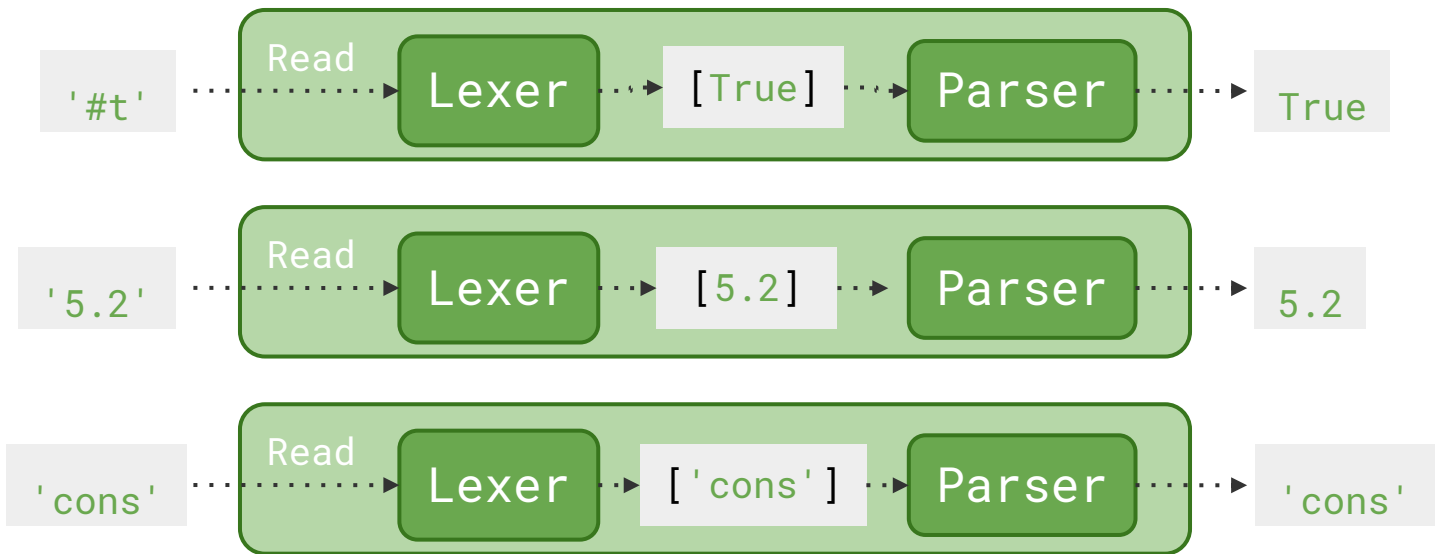 Read
'#t' Lexer [True] Parser True
Read
'5.2' Lexer [5.2] Parser 5.2
Read
'cons' Lexer ['cons'] Parser 'cons'